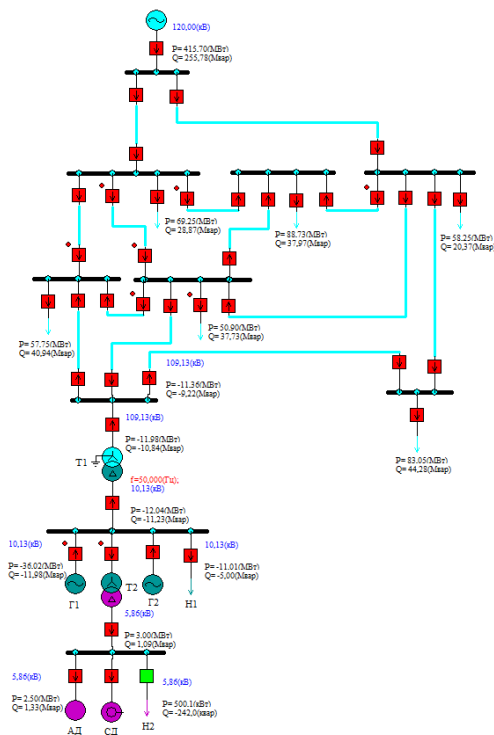 120,00(кВ)
P= 415.70(МВт)
Q= 255,78(Мвар)
P= 69.25(МВт)
Q= 28,87(Мвар)
P= 88.73(МВт)
Q= 37,97(Мвар)
P= 58.25(МВт)
Q= 20,37(Мвар)
P= 57.75(МВт)
Q= 40,94(Мвар)
P= 50.90(МВт)
Q= 37,73(Мвар)
109,13(кВ)
P= -11.36(МВт)
Q= -9,22(Мвар)
109,13(кВ)
P= -11.98(МВт)
Q= -10,84(Мвар)
P= 83.05(МВт)
Q= 44,28(Мвар)
Т1
f=50,000(Гц);
10,13(кВ)
P= -12.04(МВт)
Q= -11,23(Мвар)
10,13(кВ)
10,13(кВ)
P= -36.02(МВт)
Q= -11,98(Мвар)
P= -11.01(МВт)
Q= -5,00(Мвар)
Т2
Г1
Г2
Н1
5,86(кВ)
P= 3.00(МВт)
Q= 1,09(Мвар)
5,86(кВ)
5,86(кВ)
P= 2.50(МВт)
Q= 1,33(Мвар)
P= 500.1(кВт)
Q= -242,0(квар)
АД
СД
Н2